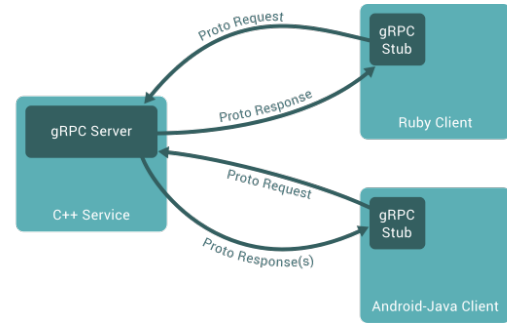 Proto Request
gRPC
Stub
Ruby Client
Proto Response
gRPC Server
C++ Service
Proto Request
gRPC
Stub
Android-Java Client
Proto Response(s)